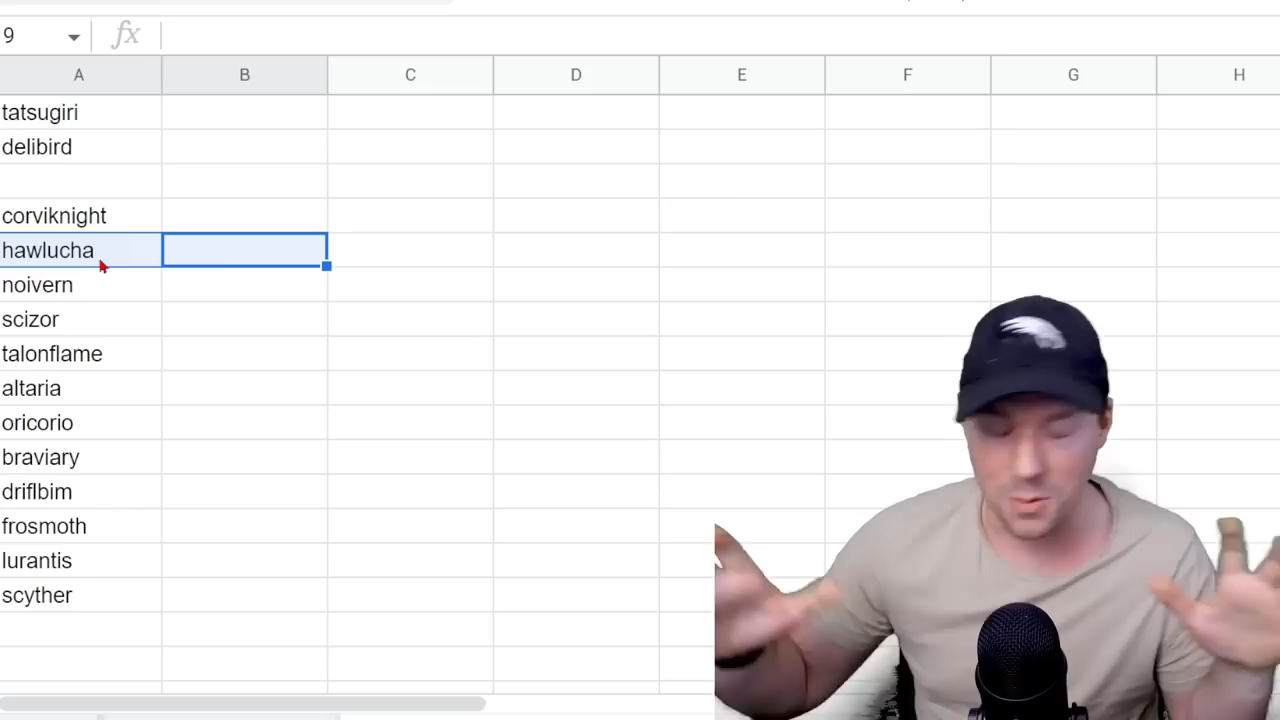 9
fx
A B C D E F G H
tatsugiri
delibird
corviknight
hawlucha
noivern
scizor
talonflame
altaria
oricorio
braviary
driflbim
frosmoth
lurantis
scyther